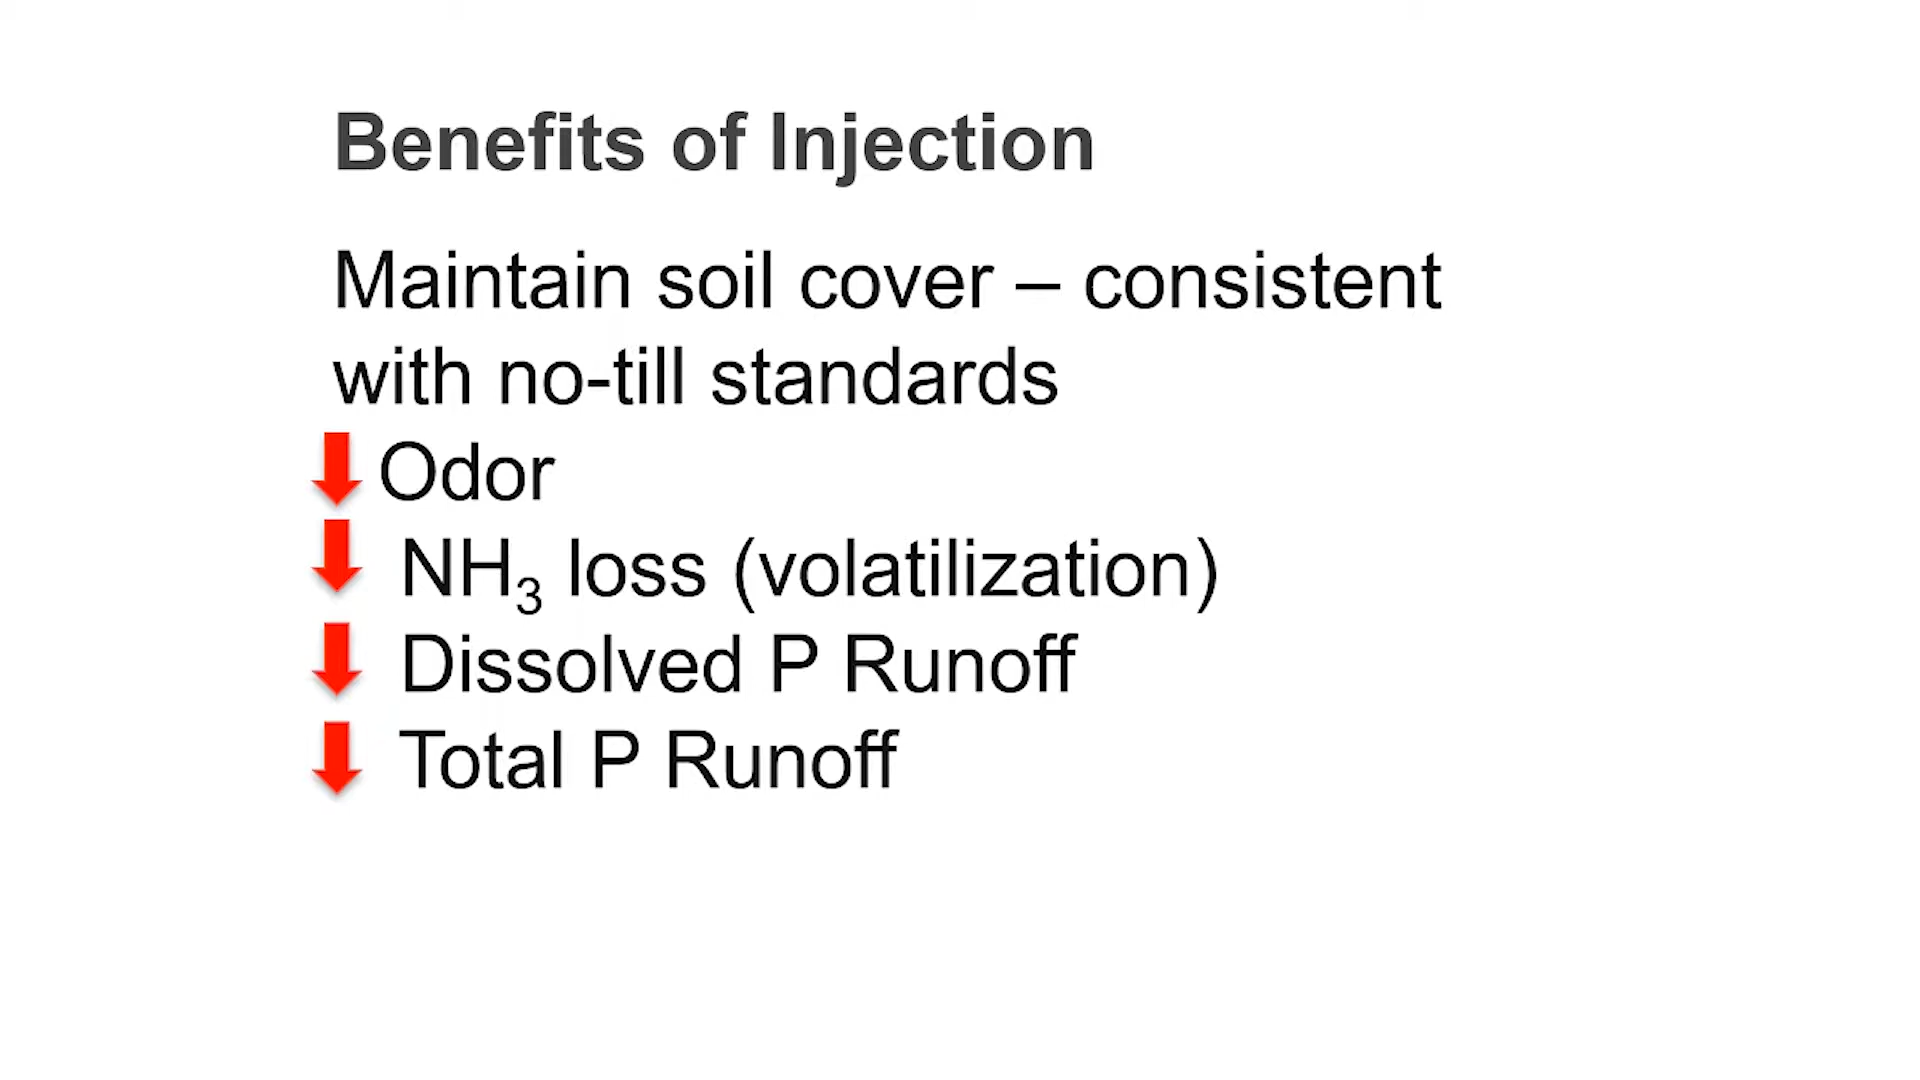 Benefits of Injection
Maintain soil cover – consistent
with no-till standards
Odor
NH₃ loss (volatilization)
Dissolved P Runoff
Total P Runoff